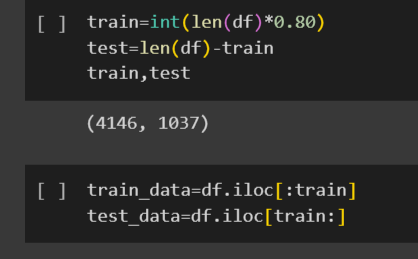 [ ] train=int(len(df)*0.80)
test=len(df)-train
train,test
(4146, 1037)
[ ] train_data=df.iloc[:train]
test_data=df.iloc[train:]